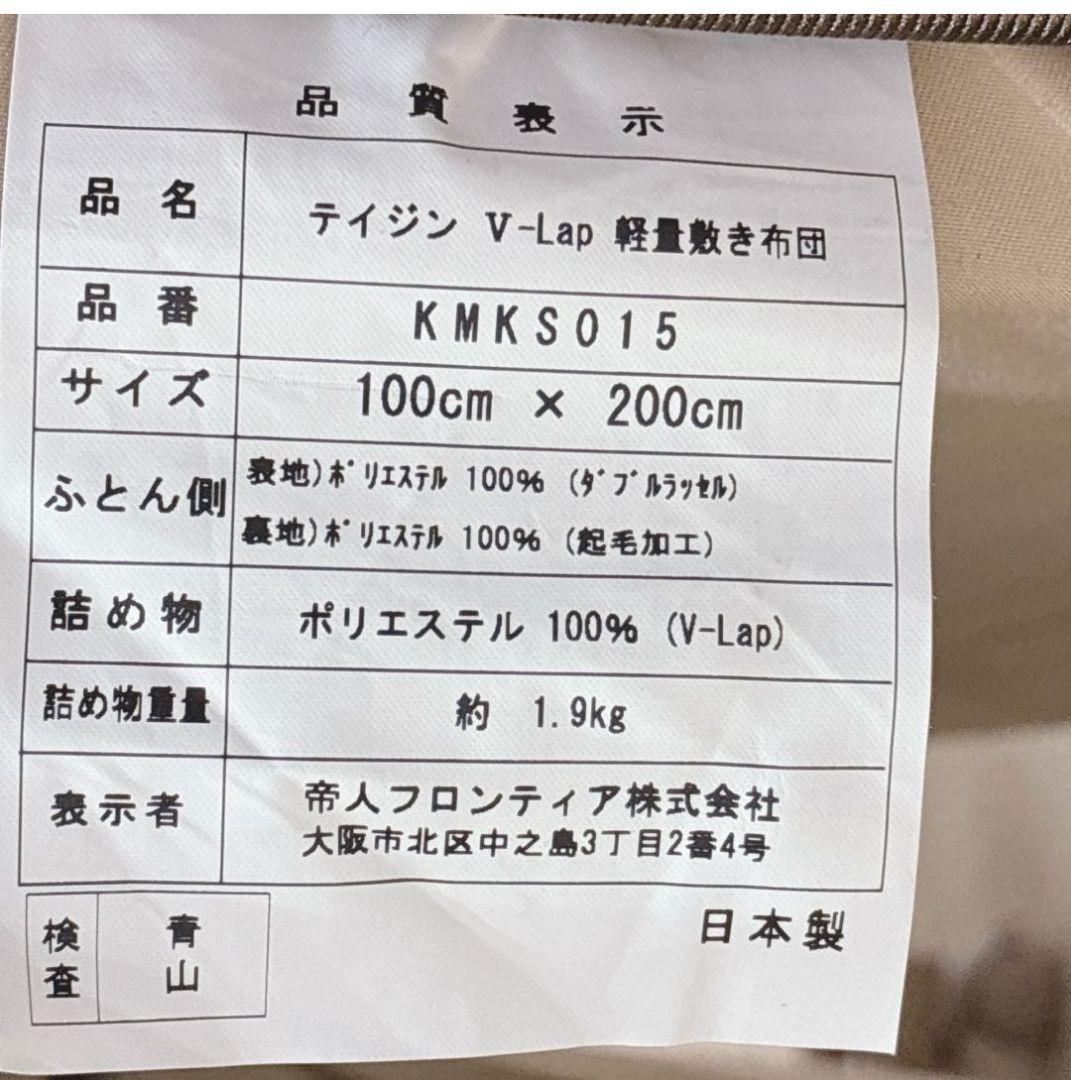 品質表示
品名 テイジン V-Lap 軽量敷き布団
品番 KMKS015
サイズ 100cm × 200cm
ふとん側 表地)ﾎﾟﾘｴｽﾃﾙ 100% (ﾀﾞﾌﾞﾙﾗｯｾﾙ)
裏地)ﾎﾟﾘｴｽﾃﾙ 100% (起毛加工)
詰め物 ポリエステル 100% (V-Lap)
詰め物重量 約 1.9kg
表示者 帝人フロンティア株式会社
大阪市北区中之島3丁目2番4号
検査 青山
日本製